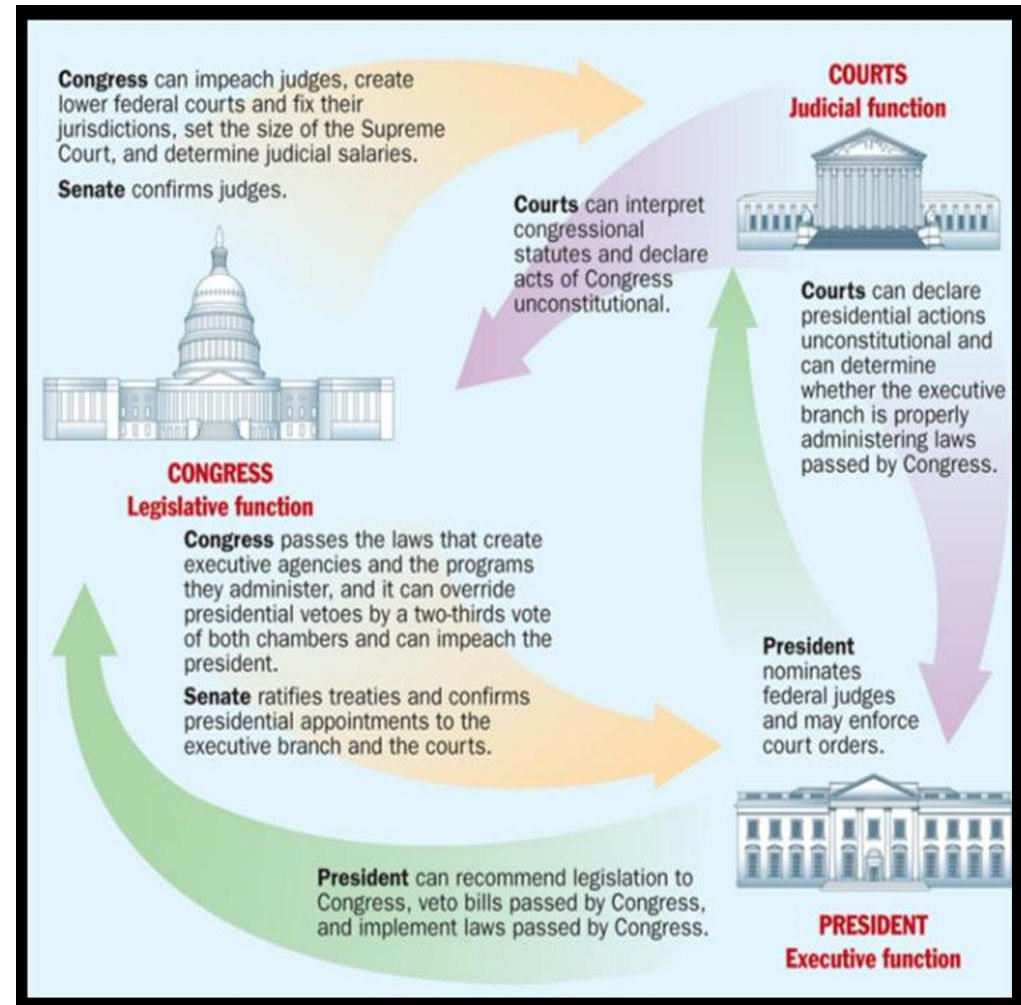 Congress can impeach judges, create
lower federal courts and fix their
jurisdictions, set the size of the Supreme
Court, and determine judicial salaries.
Senate confirms judges.
COURTS
Judicial function
Courts can interpret
congressional
statutes and declare
acts of Congress
unconstitutional.
Courts can declare
presidential actions
unconstitutional and
can determine
whether the executive
branch is properly
administering laws
passed by Congress.
CONGRESS
Legislative function
Congress passes the laws that create
executive agencies and the programs
they administer, and it can override
presidential vetoes by a two-thirds vote
of both chambers and can impeach the
president.
Senate ratifies treaties and confirms
presidential appointments to the
executive branch and the courts.
President
nominates
federal judges
and may enforce
court orders.
President can recommend legislation to
Congress, veto bills passed by Congress,
and implement laws passed by Congress.
PRESIDENT
Executive function